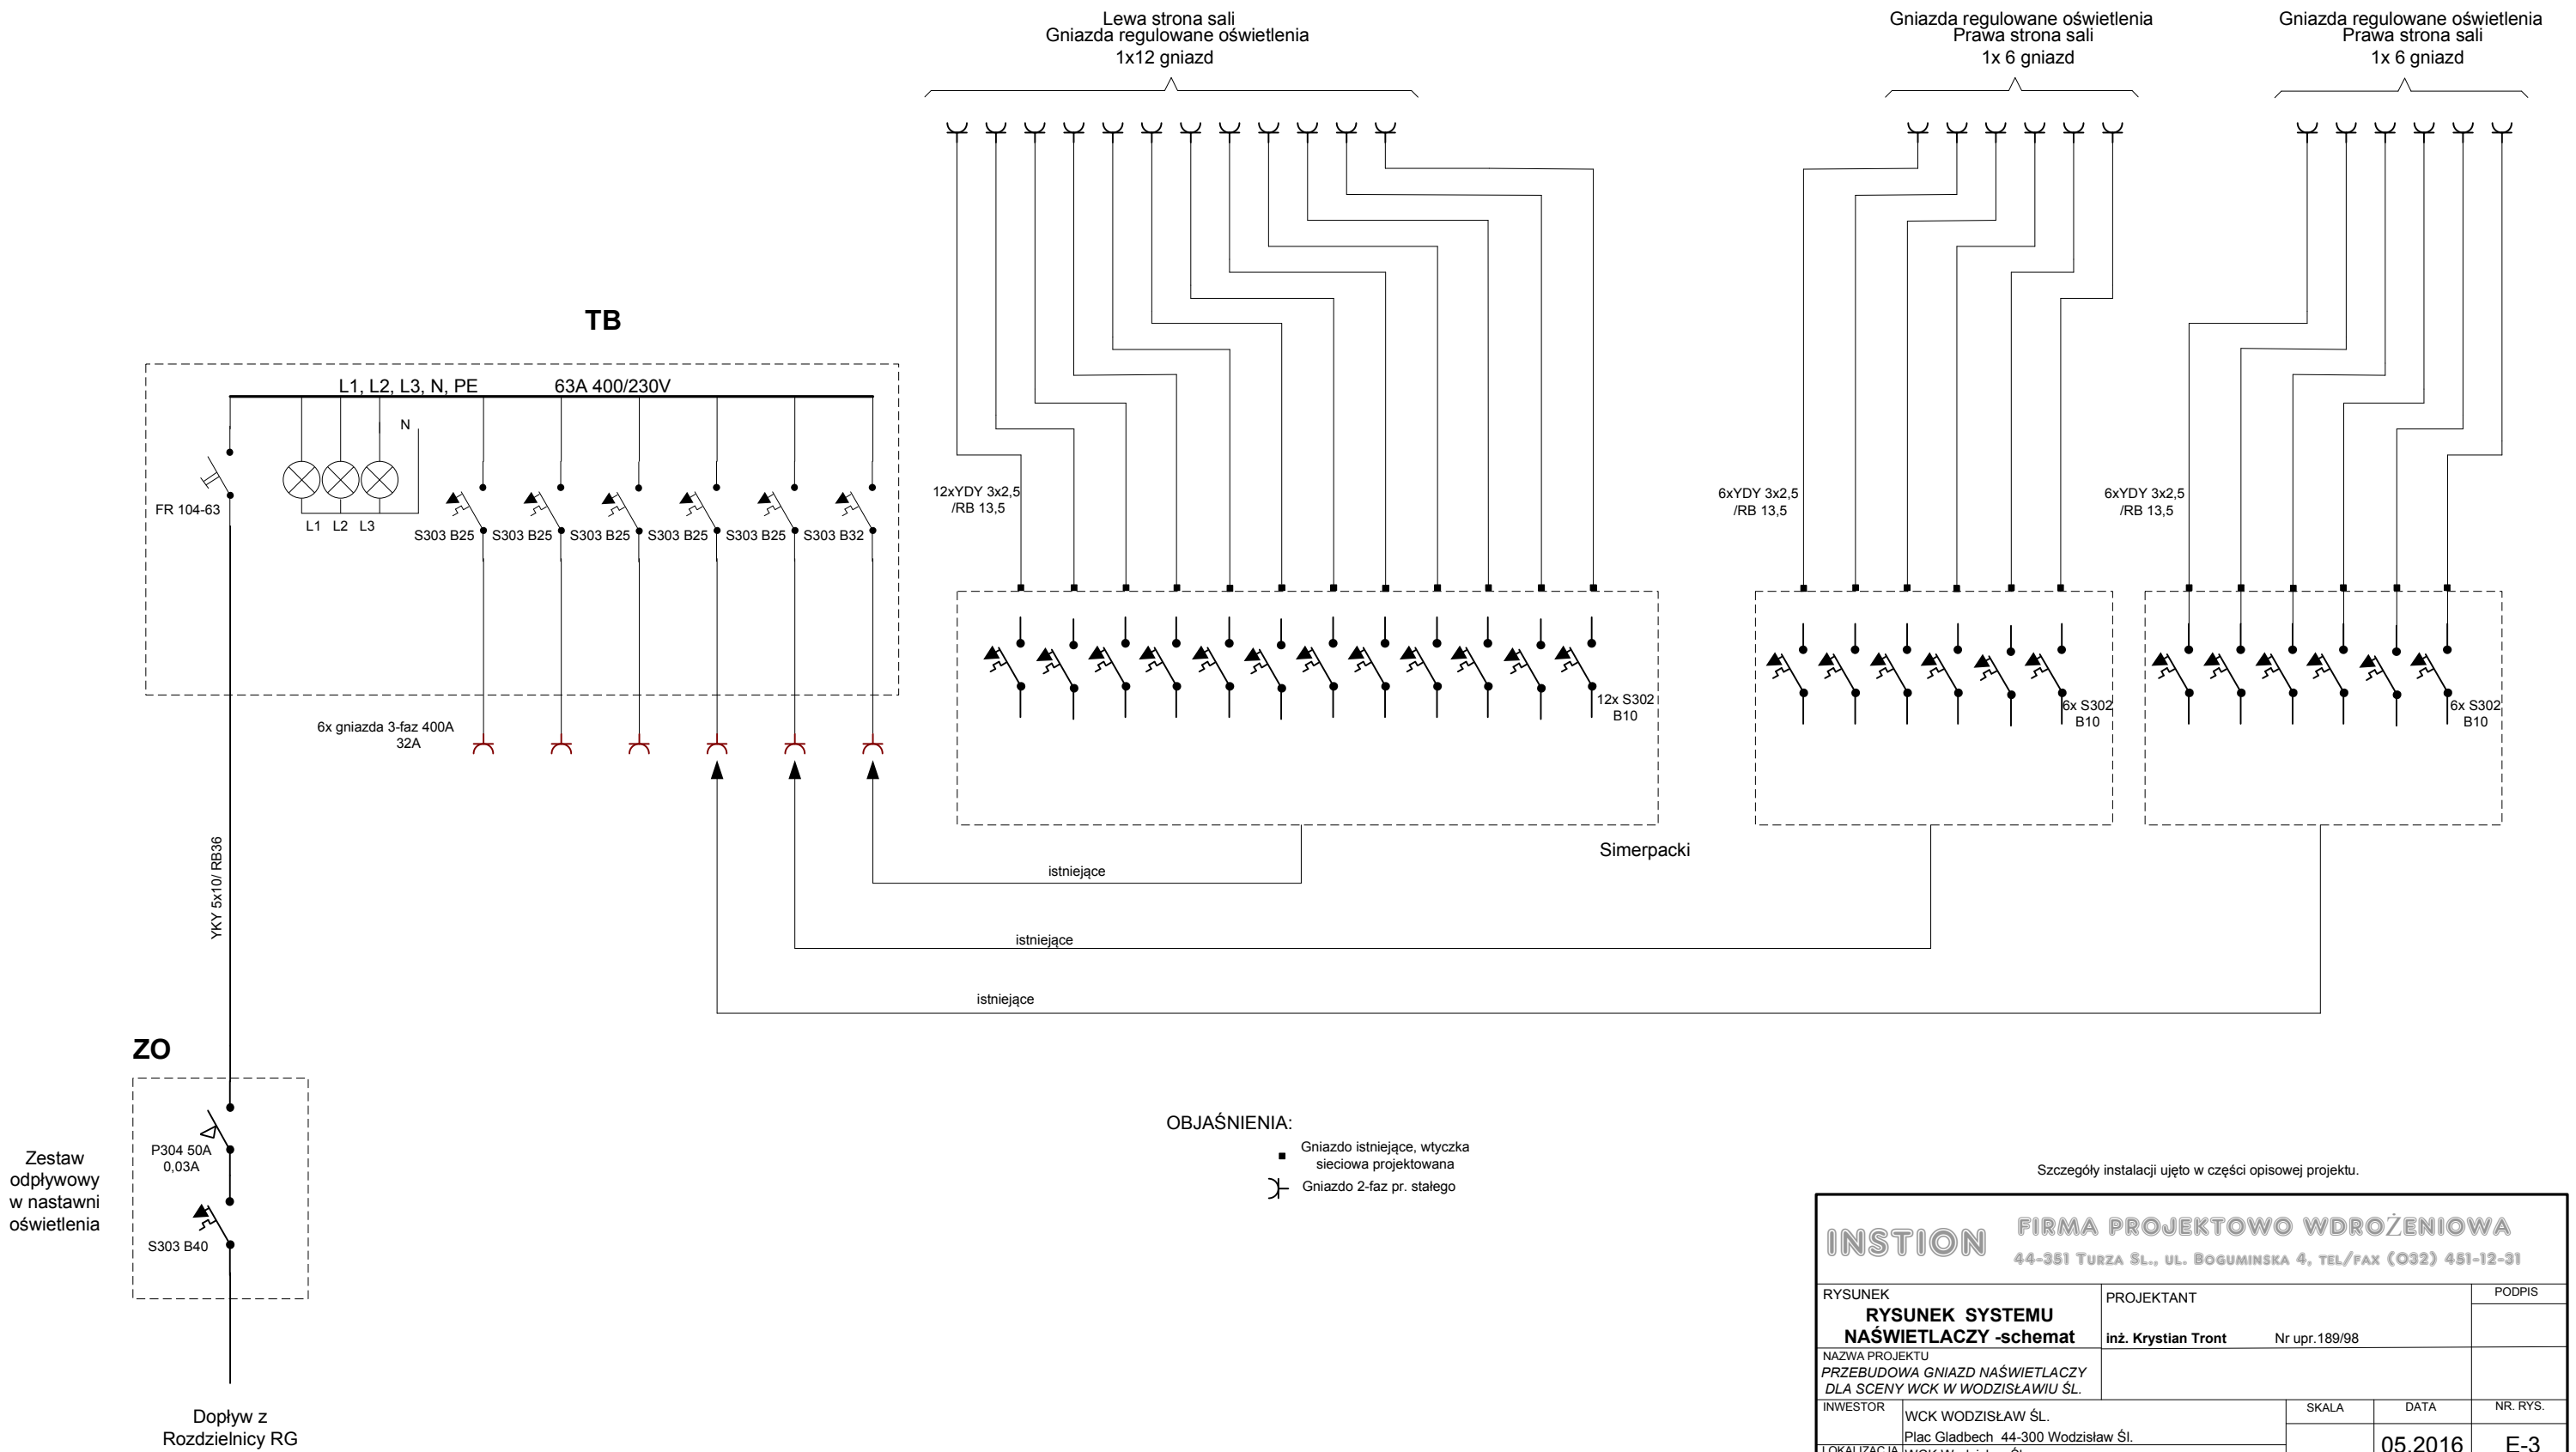 Lewa strona sali
Gniazda regulowane oświetlenia
1x12 gniazd
Gniazda regulowane oświetlenia
Prawa strona sali
1x 6 gniazd
Gniazda regulowane oświetlenia
Prawa strona sali
1x 6 gniazd
TB
L1, L2, L3, N, PE
63A 400/230V
N
FR 104-63
L1
L2
L3
S303 B25
S303 B25
S303 B25
S303 B25
S303 B25
S303 B32
12xYDY 3x2,5
/RB 13,5
6xYDY 3x2,5
/RB 13,5
6xYDY 3x2,5
/RB 13,5
12x S302
B10
6x S302
B10
6x S302
B10
6x gniazda 3-faz 400A
32A
Simerpacki
istniejące
istniejące
istniejące
YKY 5x10/ RB36
ZO
P304 50A
0,03A
S303 B40
Zestaw
odpływowy
w nastawni
oświetlenia
Dopływ z
Rozdzielnicy RG
OBJAŚNIENIA:
Gniazdo istniejące, wtyczka
sieciowa projektowana
Gniazdo 2-faz pr. stałego
Szczegóły instalacji ujęto w części opisowej projektu.
INSTION
FIRMA PROJEKTOWO WDROŻENIOWA
44-351 TURZA SL., UL. BOGUMINSKA 4, TEL/FAX (032) 451-12-31
RYSUNEK
RYSUNEK SYSTEMU
NAŚWIETLACZY -schemat
PROJEKTANT
inż. Krystian Tront
Nr upr.189/98
PODPIS
NAZWA PROJEKTU
PRZEBUDOWA GNIAZD NAŚWIETLACZY
DLA SCENY WCK W WODZISŁAWIU ŚL.
INWESTOR
WCK WODZISŁAW ŚL.
Plac Gladbech 44-300 Wodzisław Śl.
SKALA
DATA
NR. RYS.
05.2016
E-3
LOKALIZACJA
WCK Wodzisław Śl.